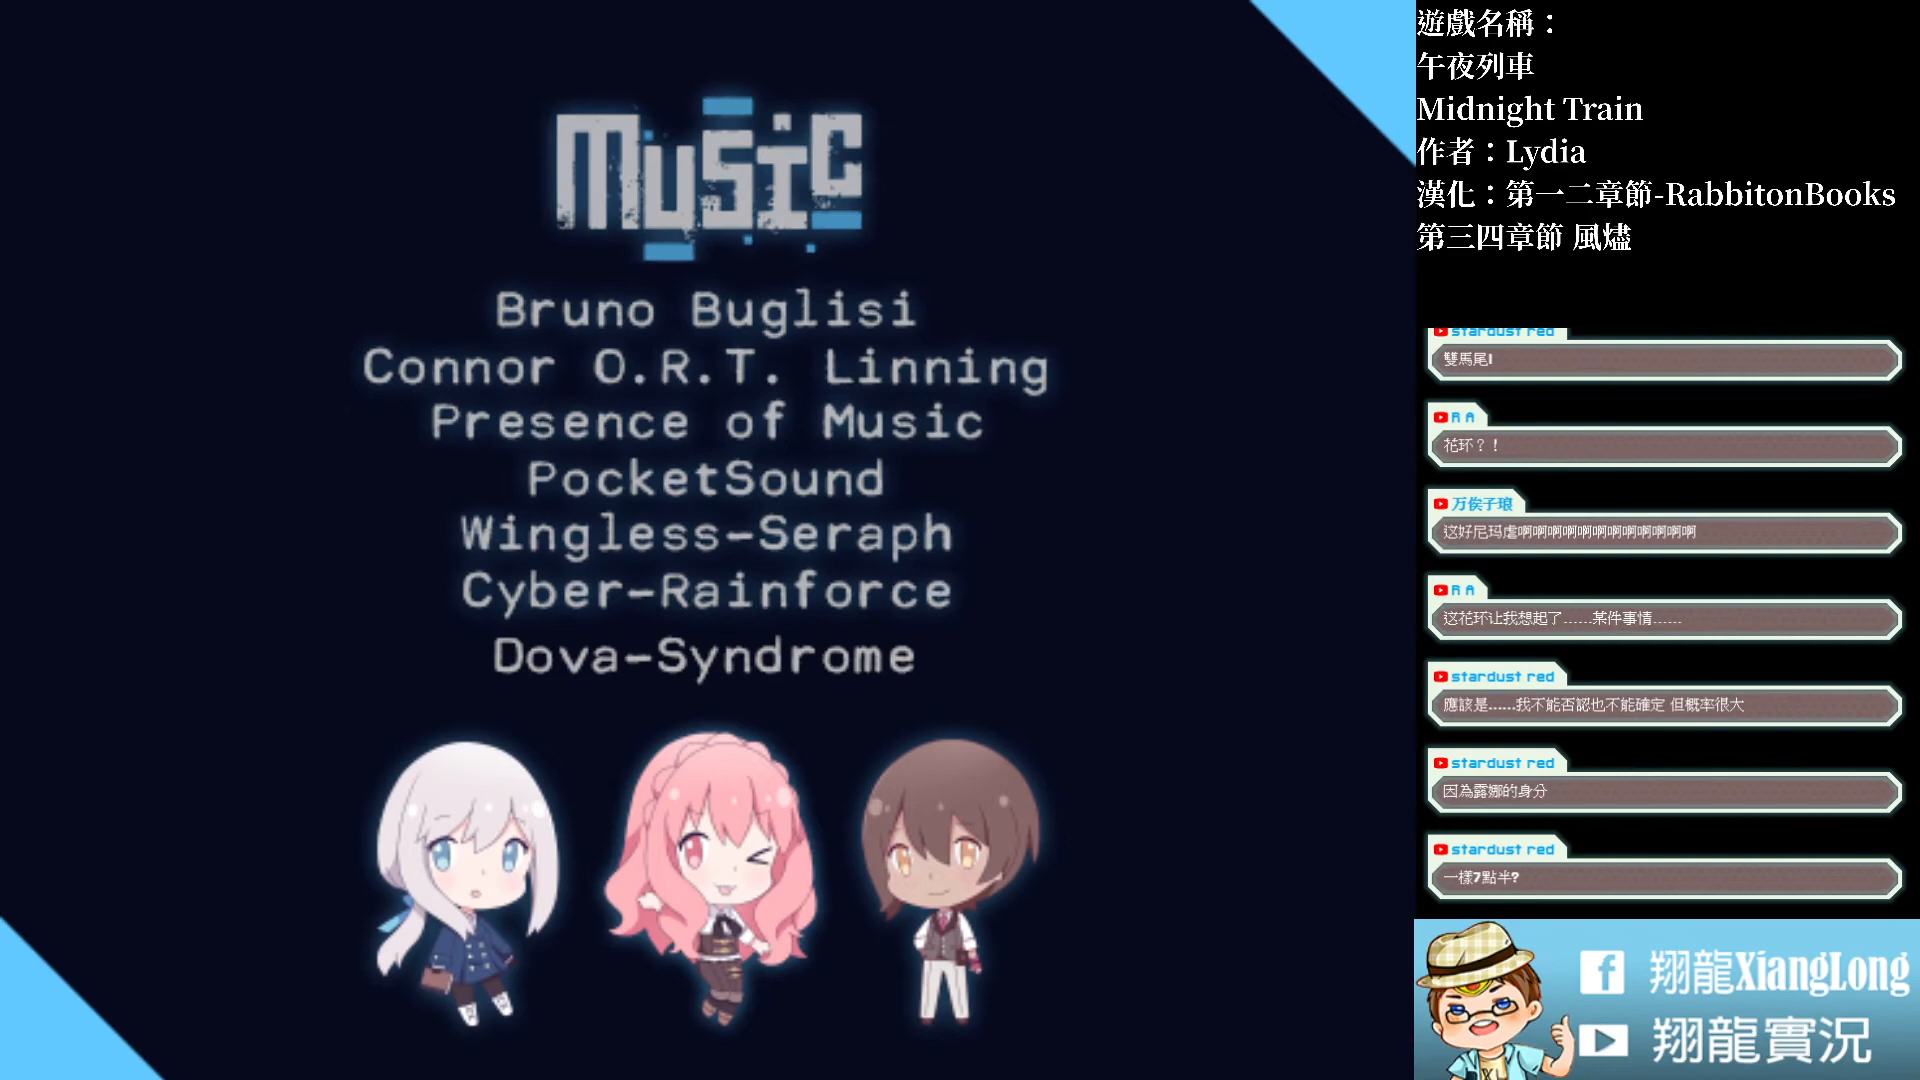 Music
Bruno Buglisi
Connor O.R.T. Linning
Presence of Music
PocketSound
Wingless-Seraph
Cyber-Rainforce
Dova-Syndrome
遊戲名稱：
午夜列車
Midnight Train
作者：Lydia
漢化：第一二章節-RabbitonBooks
第三四章節 風燼
stardust red
雙馬尾!
R A
花环？！
万俟子琅
这好尼玛虐啊啊啊啊啊啊啊啊啊啊啊啊
R A
这花环让我想起了......某件事情......
stardust red
應該是......我不能否認也不能確定 但概率很大
stardust red
因為露娜的身分
stardust red
一樣7點半?
翔龍XiangLong
翔龍實況